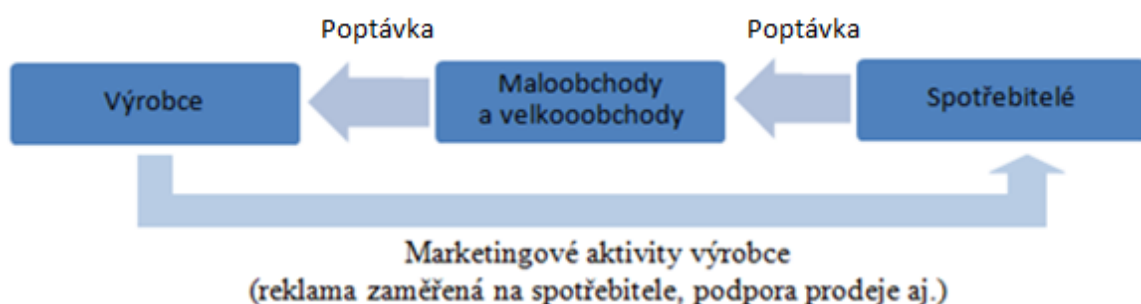 Poptávka Poptávka
Výrobce
Maloobchody
a velkooobchody
Spotřebitelé
Marketingové aktivity výrobce
(reklama zaměřená na spotřebitele, podpora prodeje aj.)